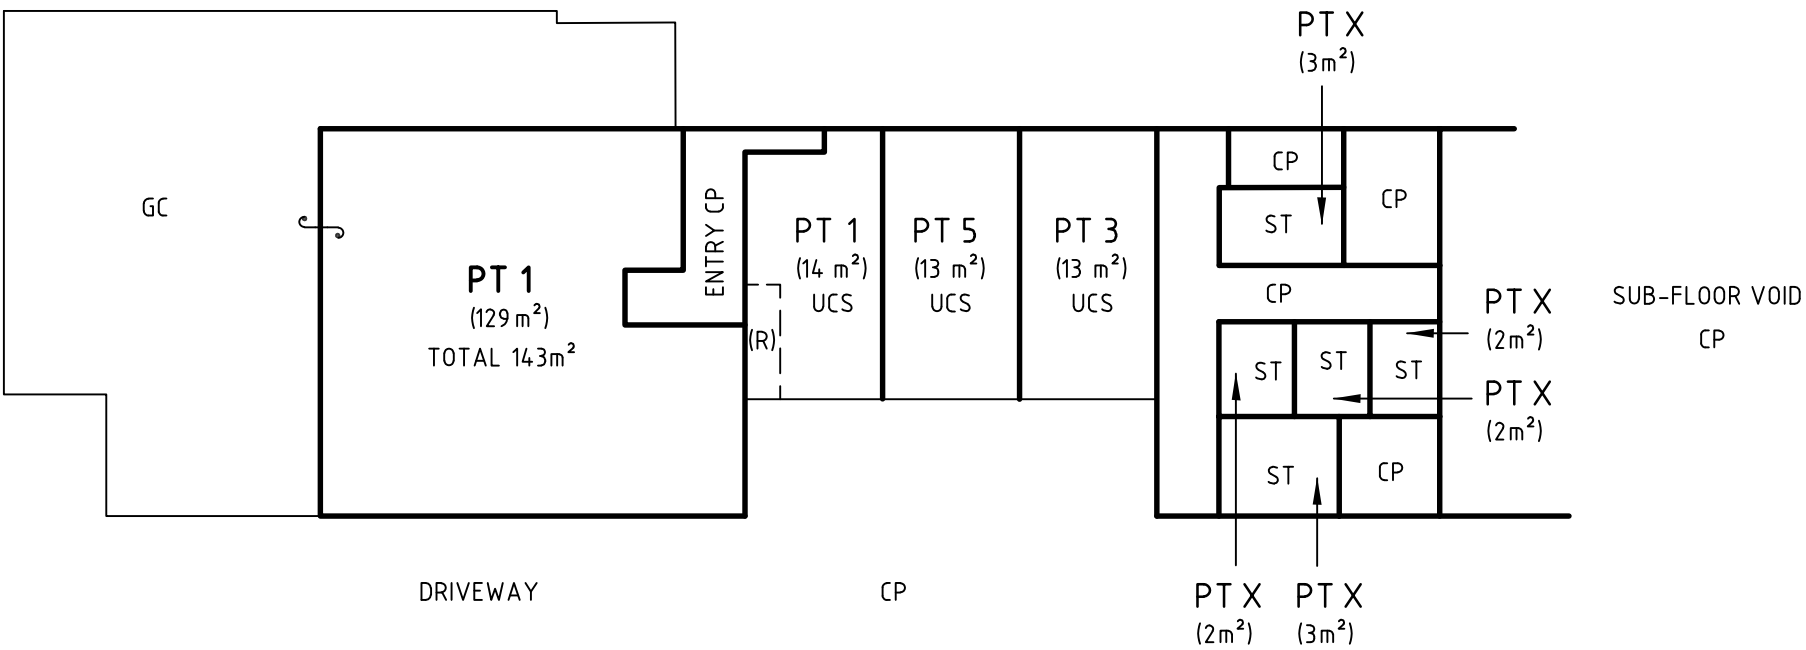 PT X
(3m²)
CP
CP
GC
ST
ENTRY CP
PT 1
(14 m²)
UCS
PT 5
(13 m²)
UCS
PT 3
(13 m²)
UCS
PT 1
(129 m²)
TOTAL 143m²
(R)
CP
PT X
(2m²)
SUB-FLOOR VOID
CP
ST
ST
ST
PT X
(2m²)
ST
CP
DRIVEWAY
CP
PT X
(2m²)
PT X
(3m²)